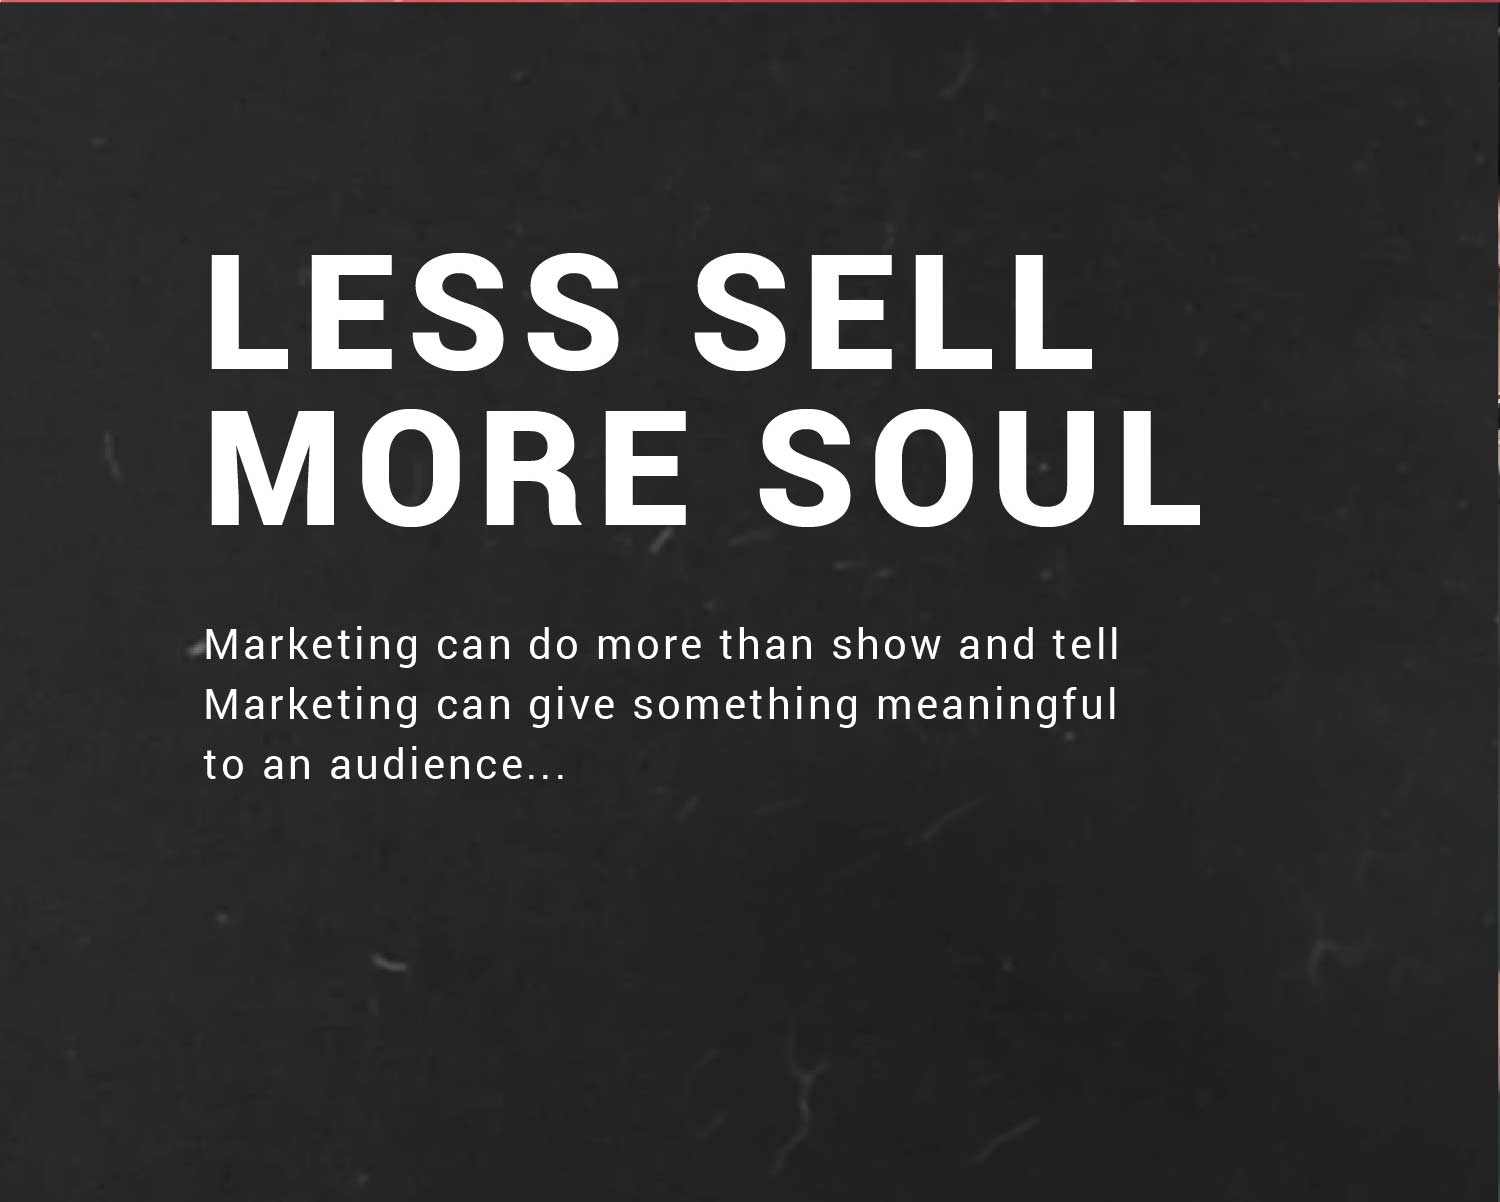 LESS SELL
MORE SOUL
Marketing can do more than show and tell
Marketing can give something meaningful
to an audience...